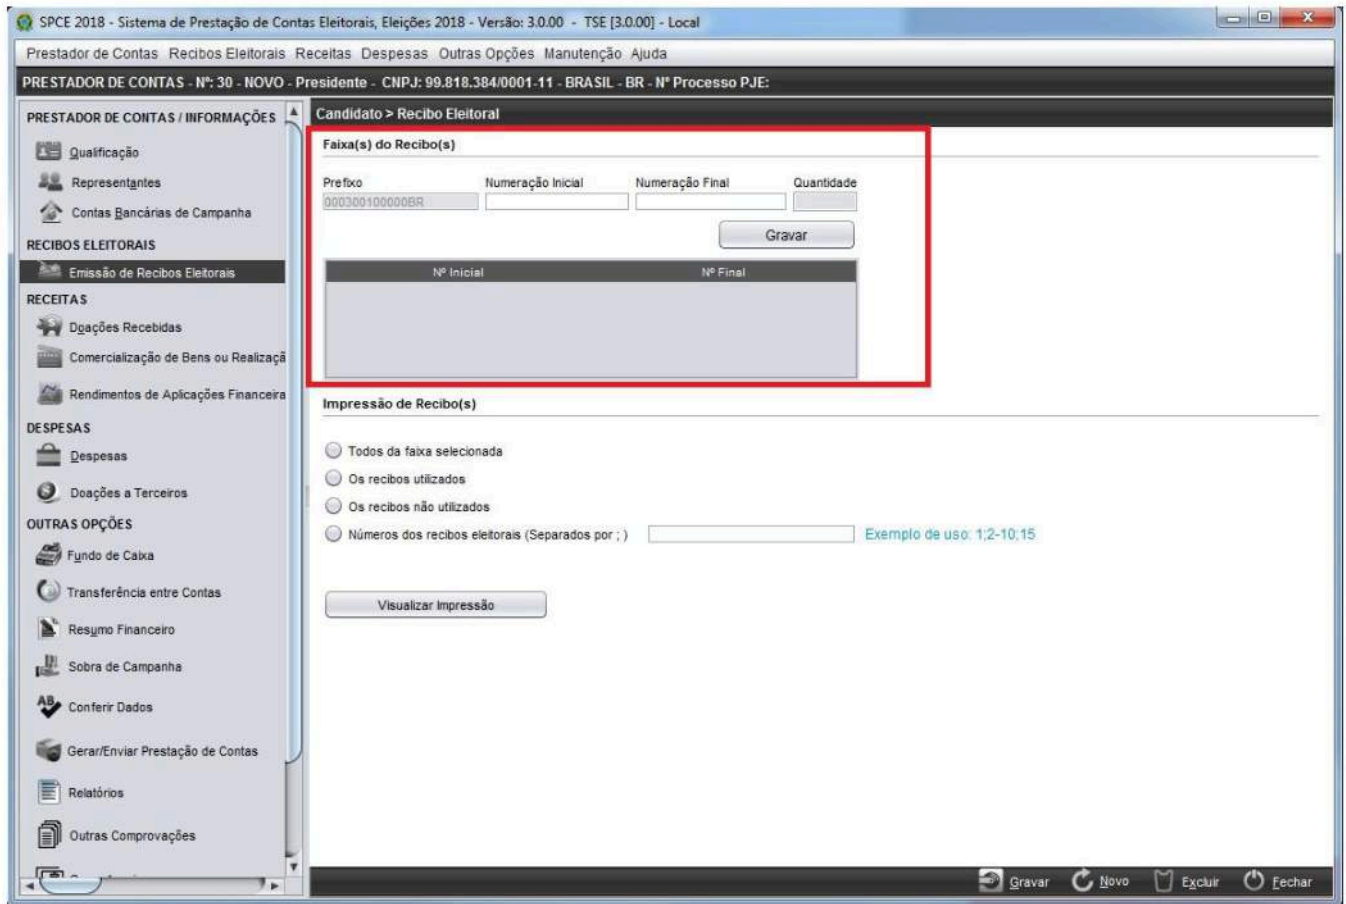 SPCE 2018 - Sistema de Prestação de Contas Eleitorais, Eleições 2018 - Versão: 3.0.00 - TSE [3.0.00] - Local
Prestador de Contas Recibos Eleitorais Receitas Despesas Outras Opções Manutenção Ajuda
PRESTADOR DE CONTAS - Nº: 30 - NOVO - Presidente - CNPJ: 99.818.384/0001-11 - BRASIL - BR - Nº Processo PJE:
PRESTADOR DE CONTAS / INFORMAÇÕES
Qualificação
Representantes
Contas Bancárias de Campanha
RECIBOS ELEITORAIS
Emissão de Recibos Eleitorais
RECEITAS
Doações Recebidas
Comercialização de Bens ou Realizaçã
Rendimentos de Aplicações Financeira
DESPESAS
Despesas
Doações a Terceiros
OUTRAS OPÇÕES
Fundo de Caixa
Transferência entre Contas
Resumo Financeiro
Sobra de Campanha
Conferir Dados
Gerar/Enviar Prestação de Contas
Relatórios
Outras Comprovações
Candidato > Recibo Eleitoral
Faixa(s) do Recibo(s)
Prefixo Numeração Inicial Numeração Final Quantidade
000300100000BR
Gravar
Nº Inicial Nº Final
Impressão de Recibo(s)
Todos da faixa selecionada
Os recibos utilizados
Os recibos não utilizados
Números dos recibos eleitorais (Separados por ; ) Exemplo de uso: 1;2-10;15
Visualizar Impressão
Gravar Novo Excluir Fechar